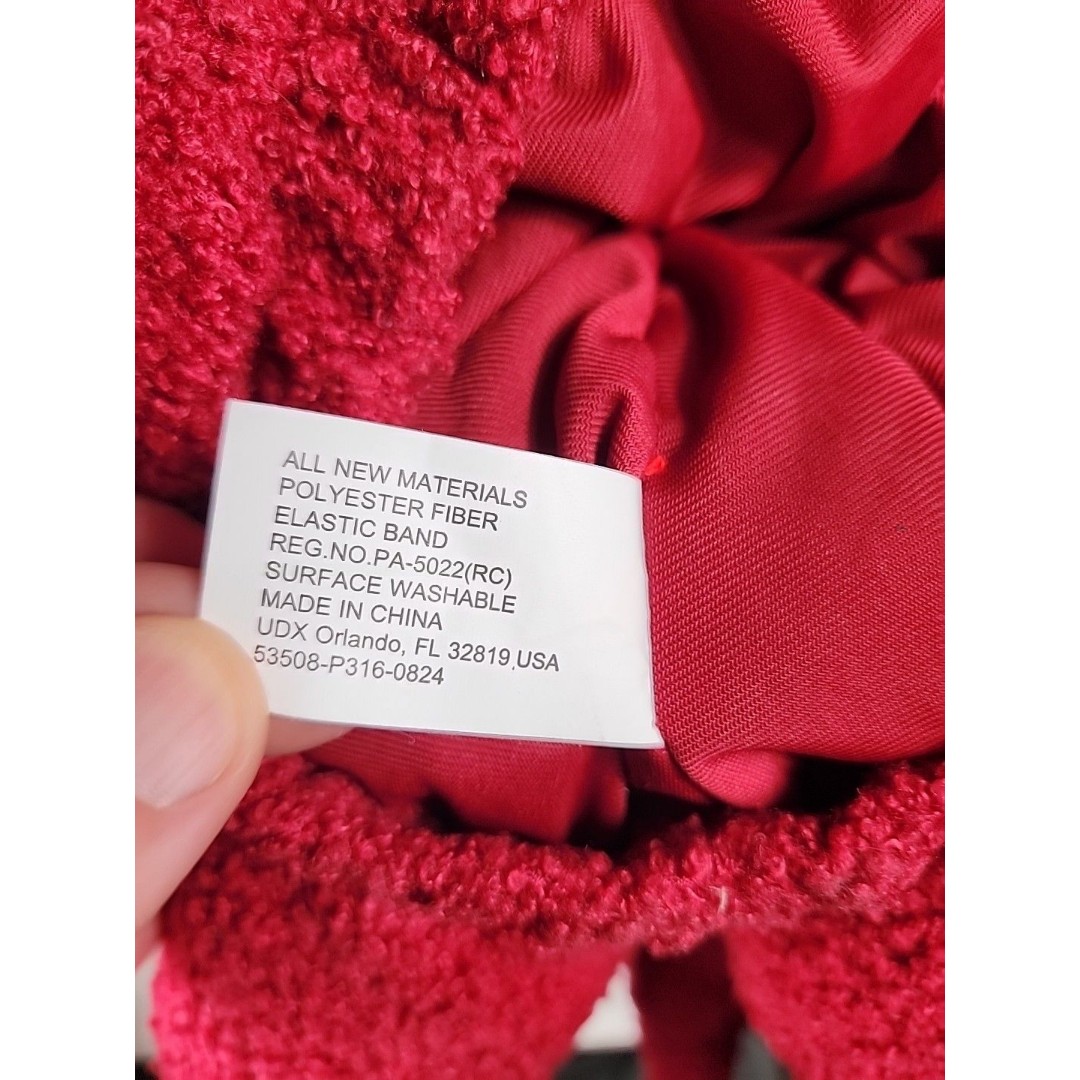 ALL NEW MATERIALS
POLYESTER FIBER
ELASTIC BAND
REG.NO.PA-5022(RC)
SURFACE WASHABLE
MADE IN CHINA
UDX Orlando, FL 32819,USA
53508-P316-0824